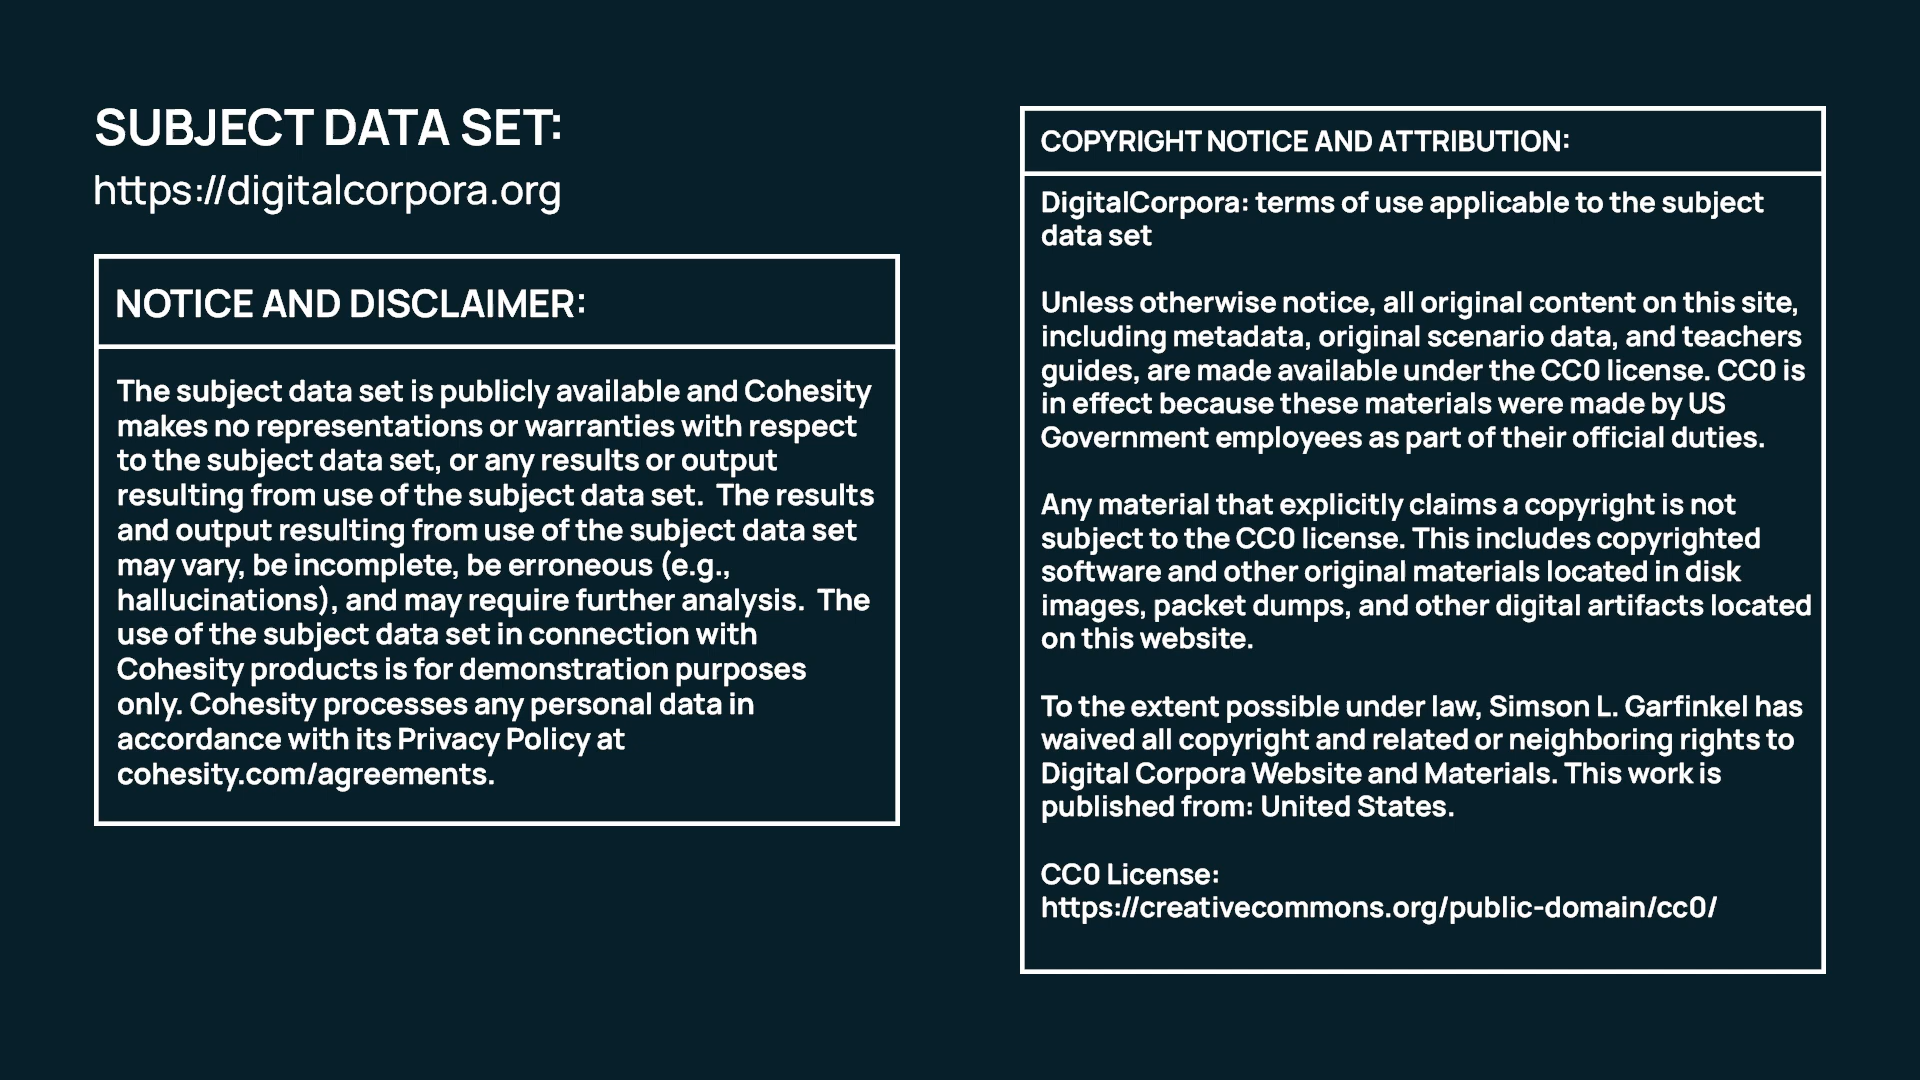 SUBJECT DATA SET:
https://digitalcorpora.org
NOTICE AND DISCLAIMER:
The subject data set is publicly available and Cohesity
makes no representations or warranties with respect
to the subject data set, or any results or output
resulting from use of the subject data set.  The results
and output resulting from use of the subject data set
may vary, be incomplete, be erroneous (e.g.,
hallucinations), and may require further analysis.  The
use of the subject data set in connection with
Cohesity products is for demonstration purposes
only. Cohesity processes any personal data in
accordance with its Privacy Policy at
cohesity.com/agreements.
COPYRIGHT NOTICE AND ATTRIBUTION:
DigitalCorpora: terms of use applicable to the subject
data set
Unless otherwise notice, all original content on this site,
including metadata, original scenario data, and teachers
guides, are made available under the CC0 license. CC0 is
in effect because these materials were made by US
Government employees as part of their official duties.
Any material that explicitly claims a copyright is not
subject to the CC0 license. This includes copyrighted
software and other original materials located in disk
images, packet dumps, and other digital artifacts located
on this website.
To the extent possible under law, Simson L. Garfinkel has
waived all copyright and related or neighboring rights to
Digital Corpora Website and Materials. This work is
published from: United States.
CC0 License:
https://creativecommons.org/public-domain/cc0/